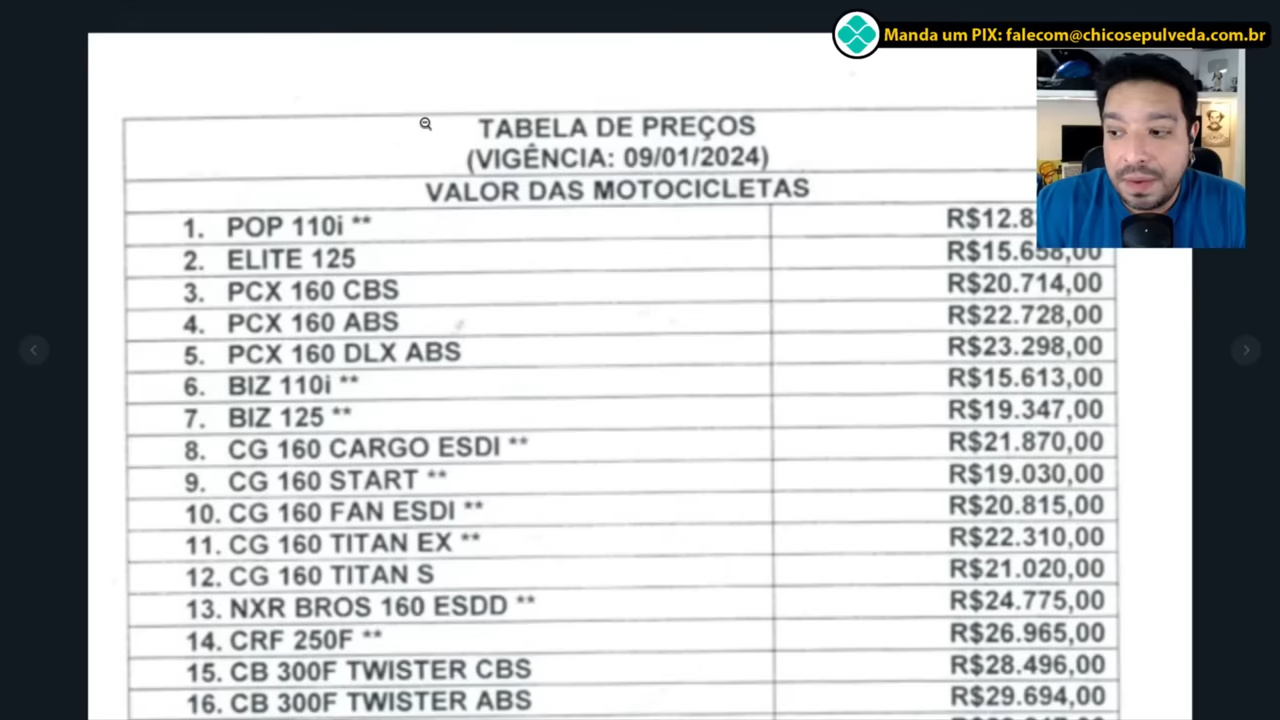 Manda um PIX: falecom@chicosepulveda.com.br
TABELA DE PREÇOS
(VIGÊNCIA: 09/01/2024)
VALOR DAS MOTOCICLETAS
1. POP 110i ** R$12.8
2. ELITE 125 R$15.658,00
3. PCX 160 CBS R$20.714,00
4. PCX 160 ABS R$22.728,00
5. PCX 160 DLX ABS R$23.298,00
6. BIZ 110i ** R$15.613,00
7. BIZ 125 ** R$19.347,00
8. CG 160 CARGO ESDI ** R$21.870,00
9. CG 160 START ** R$19.030,00
10. CG 160 FAN ESDI ** R$20.815,00
11. CG 160 TITAN EX ** R$22.310,00
12. CG 160 TITAN S R$21.020,00
13. NXR BROS 160 ESDD ** R$24.775,00
14. CRF 250F ** R$26.965,00
15. CB 300F TWISTER CBS R$28.496,00
16. CB 300F TWISTER ABS R$29.694,00